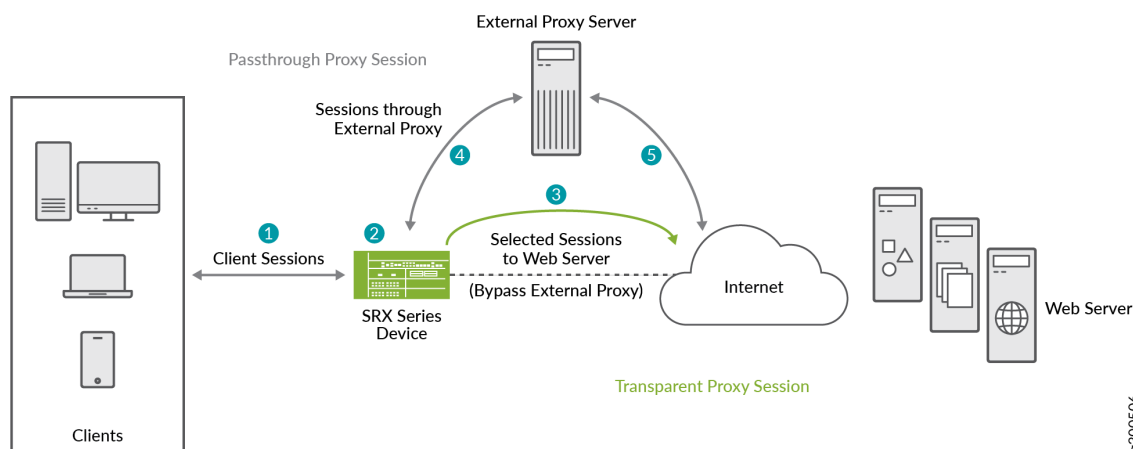 External Proxy Server
Passthrough Proxy Session
Sessions through
External Proxy
4
5
3
1
2
Client Sessions
Selected Sessions
to Web Server
(Bypass External Proxy)
Internet
SRX Series
Device
Web Server
Transparent Proxy Session
Clients